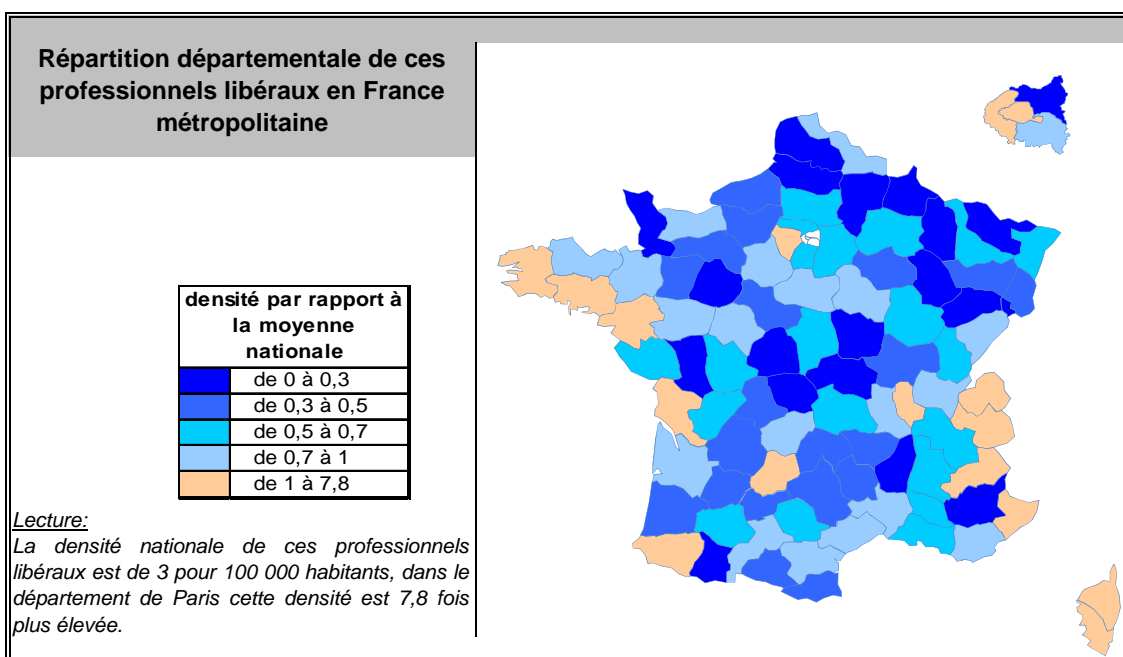 Répartition départementale de ces
professionnels libéraux en France
métropolitaine
densité par rapport à
la moyenne
nationale
de 0 à 0,3
de 0,3 à 0,5
de 0,5 à 0,7
de 0,7 à 1
de 1 à 7,8
Lecture:
La densité nationale de ces professionnels
libéraux est de 3 pour 100 000 habitants, dans le
département de Paris cette densité est 7,8 fois
plus élevée.